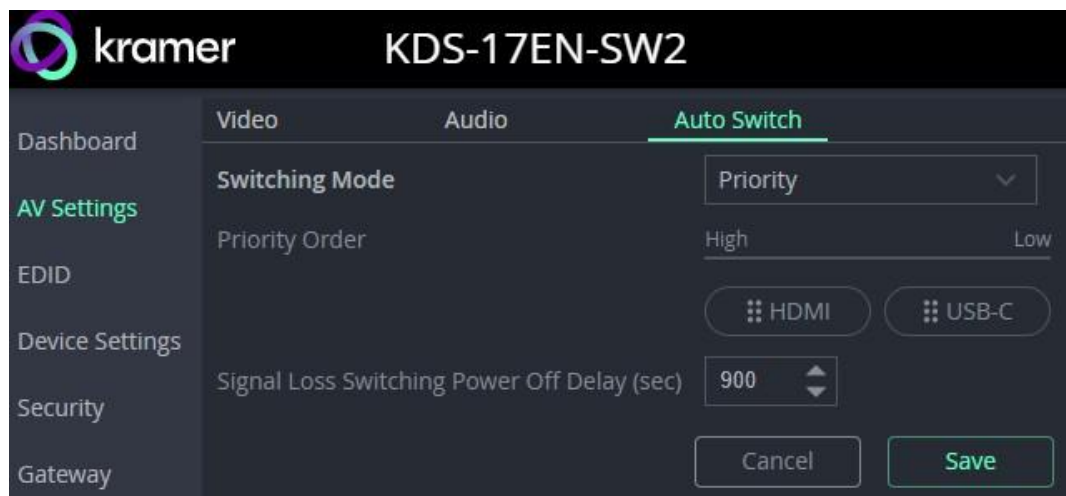 kramer KDS-17EN-SW2
Dashboard
AV Settings
EDID
Device Settings
Security
Gateway
Video Audio Auto Switch
Switching Mode Priority
Priority Order High Low
HDMI USB-C
Signal Loss Switching Power Off Delay (sec) 900
Cancel Save